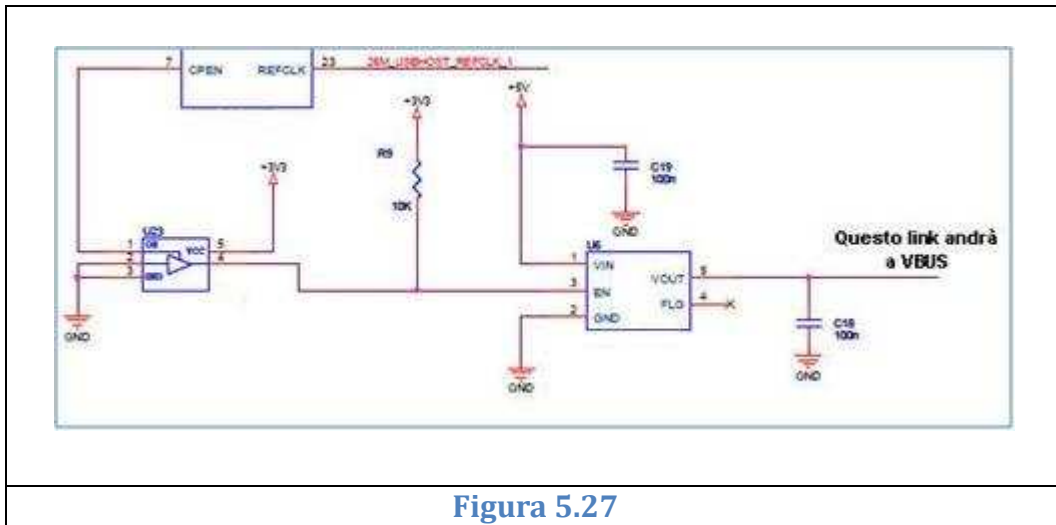 7 CPEN REFCLK 23 26M_USBHOST_REFCLK_1
+3V3
+5V
R9
10K
+3V3
C19
100n
GND
U23
1 OE VCC 5
2 4
3 GND
GND
U6
1 VIN VOUT 5
3 EN
FLG 4
2 GND
GND
Questo link andrà
a VBUS
C18
100n
GND
Figura 5.27